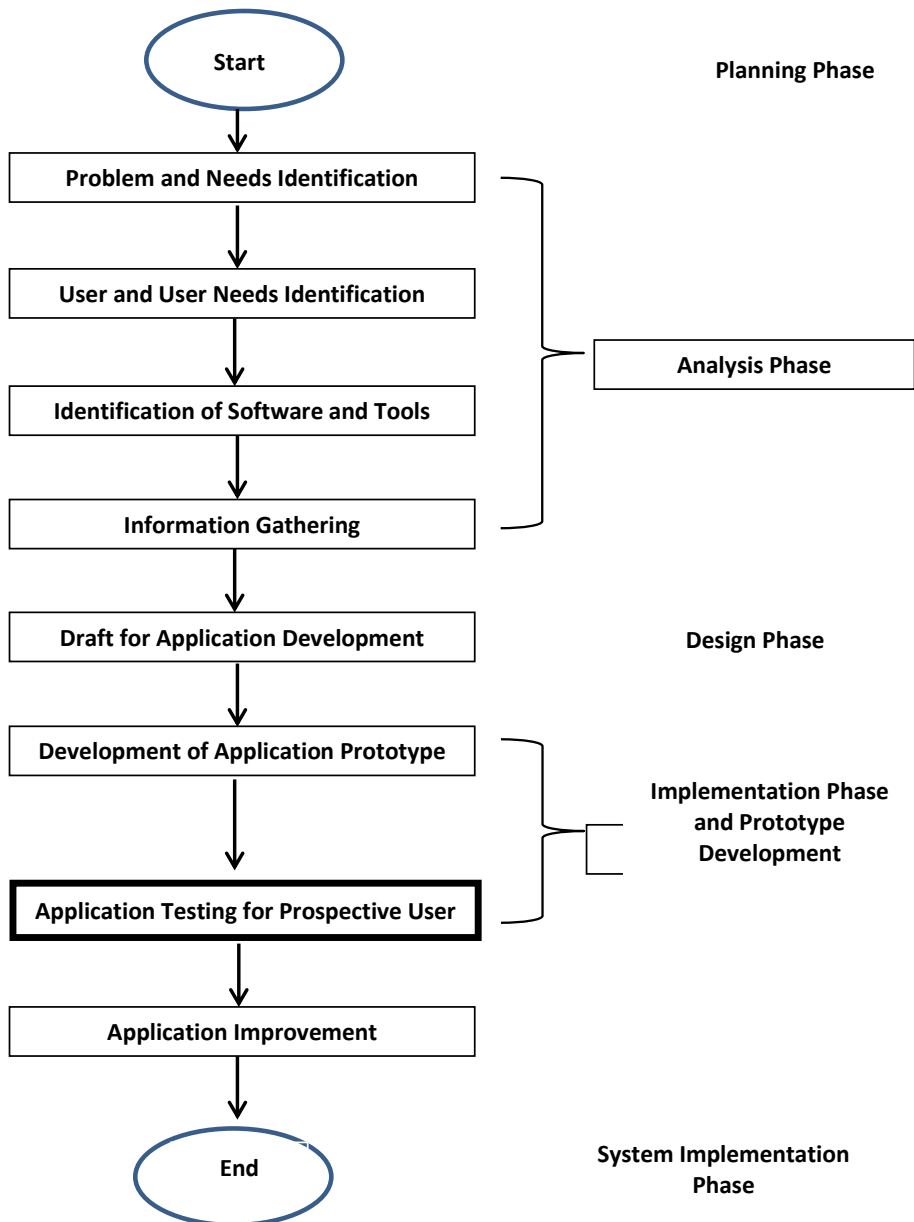 Start
Planning Phase
Problem and Needs Identification
User and User Needs Identification
Analysis Phase
Identification of Software and Tools
Information Gathering
Draft for Application Development
Design Phase
Development of Application Prototype
Implementation Phase
and Prototype
Development
Application Testing for Prospective User
Application Improvement
End
System Implementation
Phase